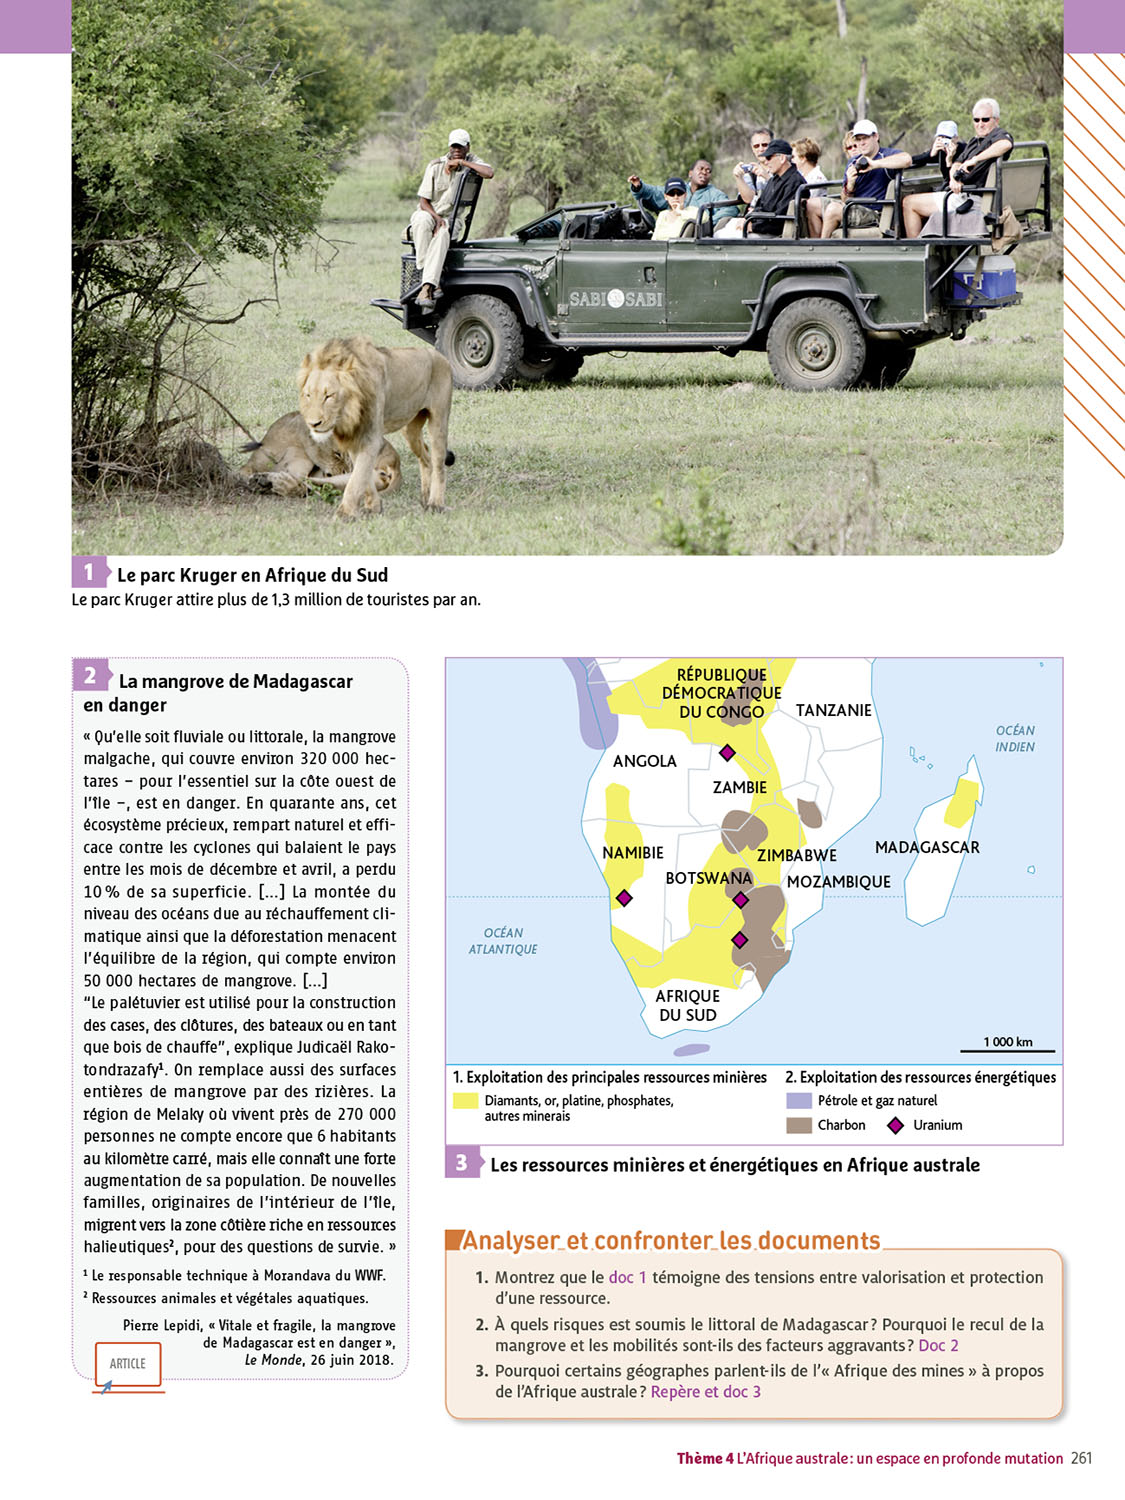 SABI SABI
1 Le parc Kruger en Afrique du Sud
Le parc Kruger attire plus de 1,3 million de touristes par an.
2 La mangrove de Madagascar
en danger
« Qu'elle soit fluviale ou littorale, la mangrove
malgache, qui couvre environ 320 000 hec-
tares – pour l'essentiel sur la côte ouest de
l'île –, est en danger. En quarante ans, cet
écosystème précieux, rempart naturel et effi-
cace contre les cyclones qui balaient le pays
entre les mois de décembre et avril, a perdu
10 % de sa superficie. [...] La montée du
niveau des océans due au réchauffement cli-
matique ainsi que la déforestation menacent
l'équilibre de la région, qui compte environ
50 000 hectares de mangrove. [...]
“Le palétuvier est utilisé pour la construction
des cases, des clôtures, des bateaux ou en tant
que bois de chauffe”, explique Judicaël Rako-
tondrazafy¹. On remplace aussi des surfaces
entières de mangrove par des rizières. La
région de Melaky où vivent près de 270 000
personnes ne compte encore que 6 habitants
au kilomètre carré, mais elle connaît une forte
augmentation de sa population. De nouvelles
familles, originaires de l'intérieur de l'île,
migrent vers la zone côtière riche en ressources
halieutiques², pour des questions de survie. »
¹ Le responsable technique à Morandava du WWF.
² Ressources animales et végétales aquatiques.
Pierre Lepidi, « Vitale et fragile, la mangrove
de Madagascar est en danger »,
Le Monde, 26 juin 2018.
ARTICLE
RÉPUBLIQUE
DÉMOCRATIQUE
DU CONGO
TANZANIE
OCÉAN
INDIEN
ANGOLA
ZAMBIE
NAMIBIE
ZIMBABWE
MADAGASCAR
BOTSWANA
MOZAMBIQUE
OCÉAN
ATLANTIQUE
AFRIQUE
DU SUD
1 000 km
1. Exploitation des principales ressources minières
Diamants, or, platine, phosphates,
autres minerais
2. Exploitation des ressources énergétiques
Pétrole et gaz naturel
Charbon
Uranium
3 Les ressources minières et énergétiques en Afrique australe
Analyser et confronter les documents
1. Montrez que le doc 1 témoigne des tensions entre valorisation et protection
d'une ressource.
2. À quels risques est soumis le littoral de Madagascar ? Pourquoi le recul de la
mangrove et les mobilités sont-ils des facteurs aggravants ? Doc 2
3. Pourquoi certains géographes parlent-ils de l'« Afrique des mines » à propos
de l'Afrique australe ? Repère et doc 3
Thème 4 L'Afrique australe : un espace en profonde mutation 261